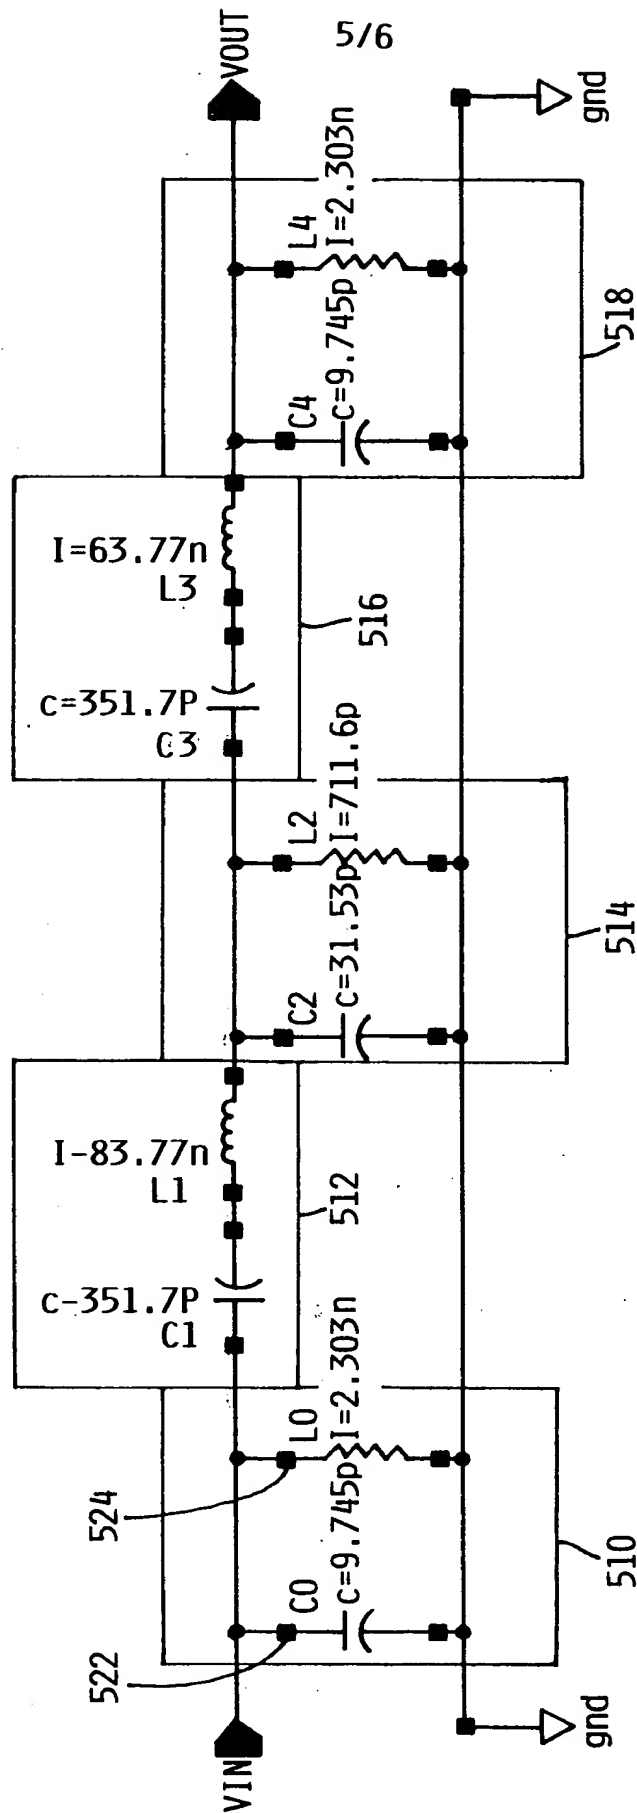 5/6
VIN
522
C0
C=9.745p
524
L0
I=2.303n
510
c-351.7P
C1
I-83.77n
L1
512
C2
C=31.53p
L2
I=711.6p
514
c=351.7P
C3
I=63.77n
L3
516
C4
C=9.745p
L4
I=2.303n
518
VOUT
gnd
gnd